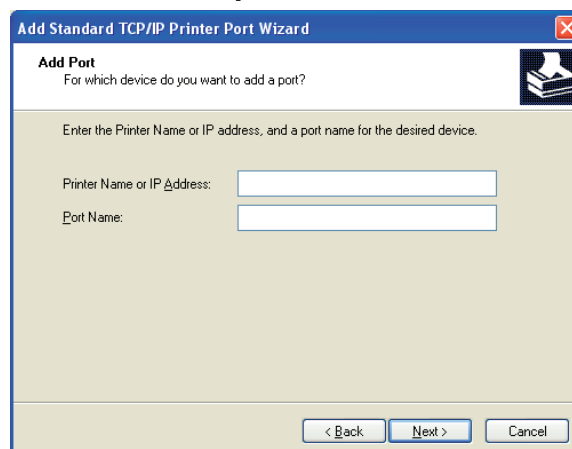 Add Standard TCP/IP Printer Port Wizard
Add Port
For which device do you want to add a port?
Enter the Printer Name or IP address, and a port name for the desired device.
Printer Name or IP Address:
Port Name:
< Back Next > Cancel